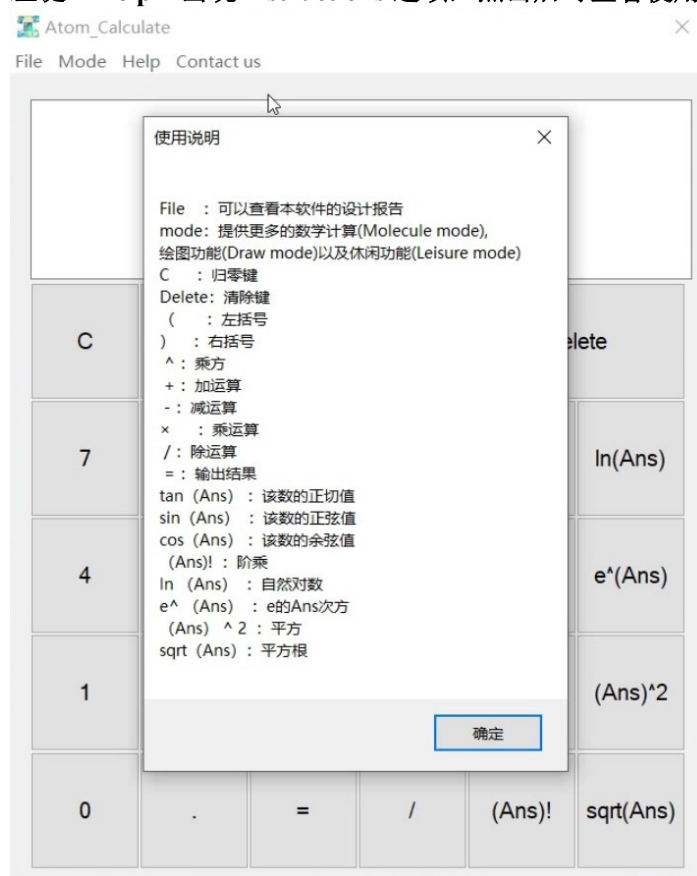 Atom_Calculate
File Mode Help Contact us
使用说明
File ：可以查看本软件的设计报告
mode：提供更多的数学计算(Molecule mode),
绘图功能(Draw mode)以及休闲功能(Leisure mode)
C ：归零键
Delete：清除键
( ：左括号
) ：右括号
^：乘方
+：加运算
-：减运算
× ：乘运算
/：除运算
=：输出结果
tan（Ans）：该数的正切值
sin（Ans）：该数的正弦值
cos（Ans）：该数的余弦值
(Ans)!：阶乘
ln （Ans）：自然对数
e^ （Ans）：e的Ans次方
（Ans）^ 2：平方
sqrt（Ans）：平方根
确定
C
7 ln(Ans)
4 e^(Ans)
1 (Ans)^2
0 . = / (Ans)! sqrt(Ans)